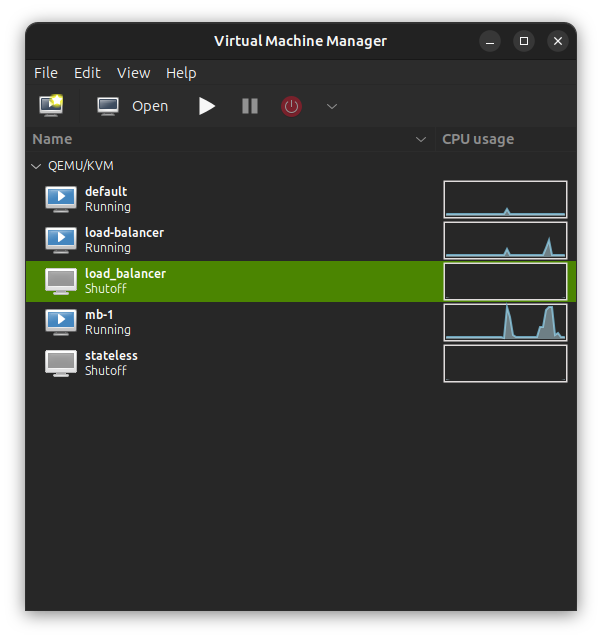 Virtual Machine Manager
File Edit View Help
Open
Name CPU usage
QEMU/KVM
default
Running
load-balancer
Running
load_balancer
Shutoff
mb-1
Running
stateless
Shutoff